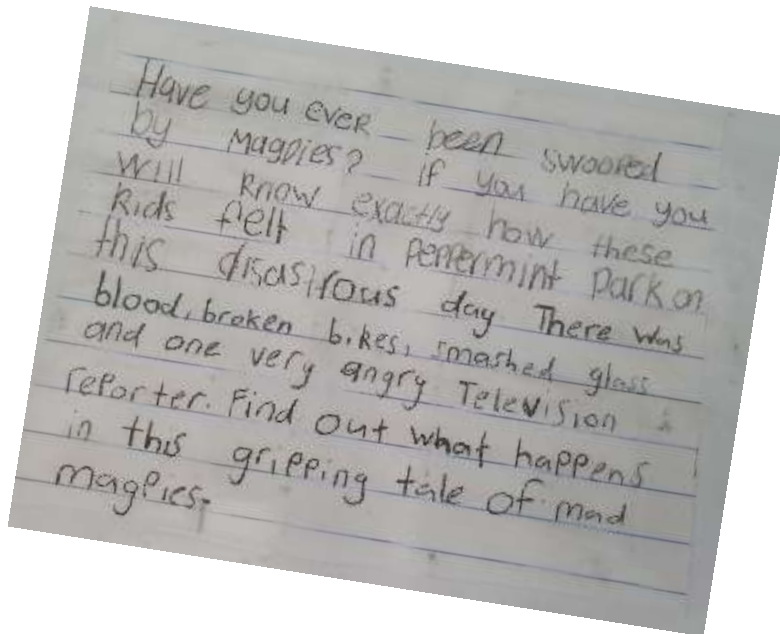 Have you ever been swooped
by Magpies? if you have you
will know exactly how these
kids felt in peppermint park on
this disastrous day There was
blood, broken bikes, smashed glass
and one very angry Television
reporter. Find out what happens
in this gripping tale of mad
magpies.